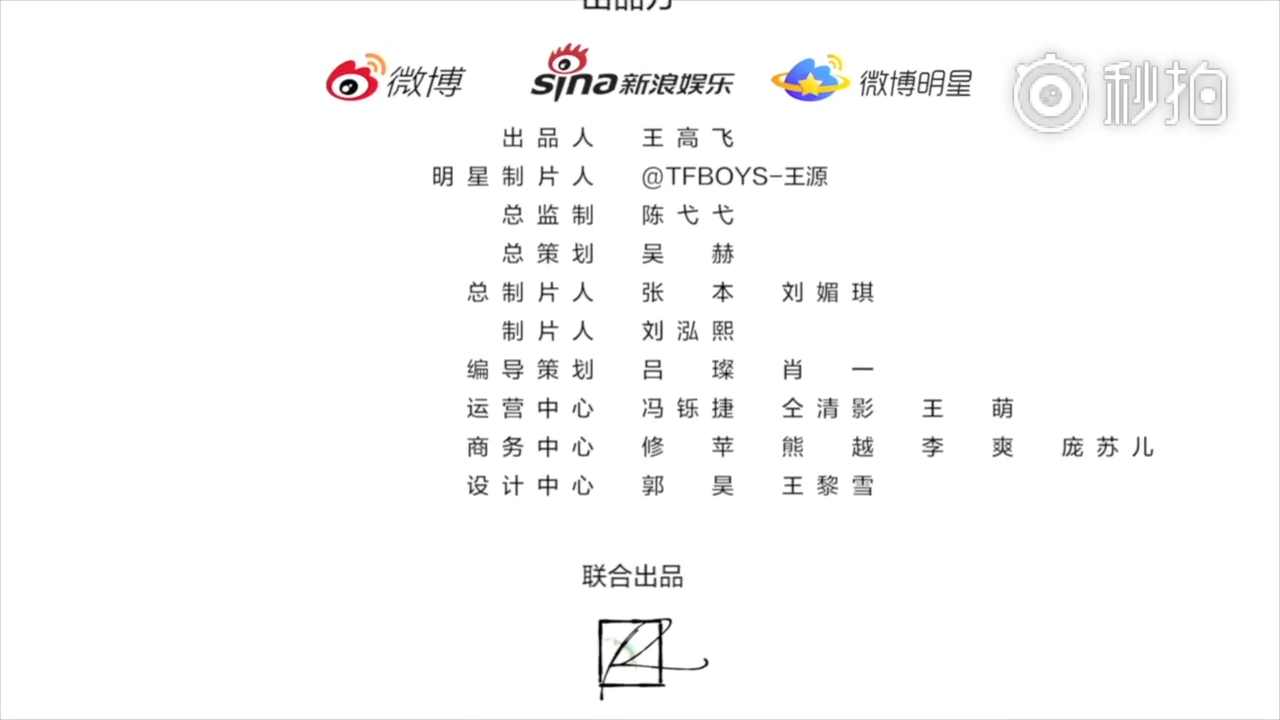 出品方
微博 sina新浪娱乐 微博明星 秒拍
出品人 王高飞
明星制片人 @TFBOYS-王源
总监制 陈弋弋
总策划 吴赫
总制片人 张本 刘媚琪
制片人 刘泓熙
编导策划 吕璨 肖一
运营中心 冯铄捷 仝清影 王萌
商务中心 修苹 熊越 李爽 庞苏儿
设计中心 郭昊 王黎雪
联合出品